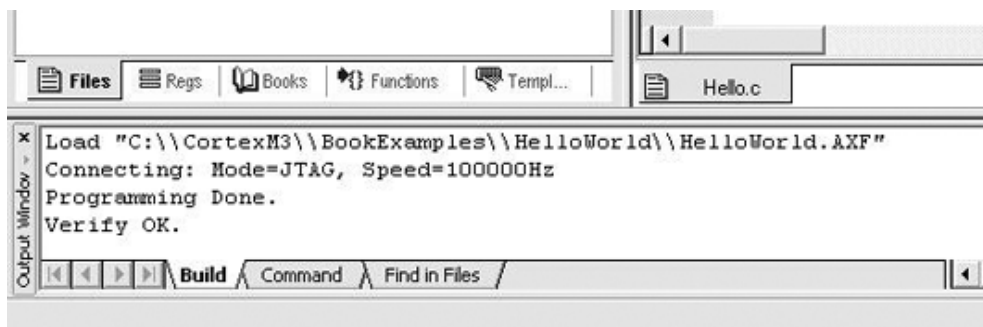 Files Regs Books Functions Templ...
Hello.c
Output Window
Load "C:\\CortexM3\\BookExamples\\HelloWorld\\HelloWorld.AXF"
Connecting: Mode=JTAG, Speed=100000Hz
Programming Done.
Verify OK.
Build Command Find in Files